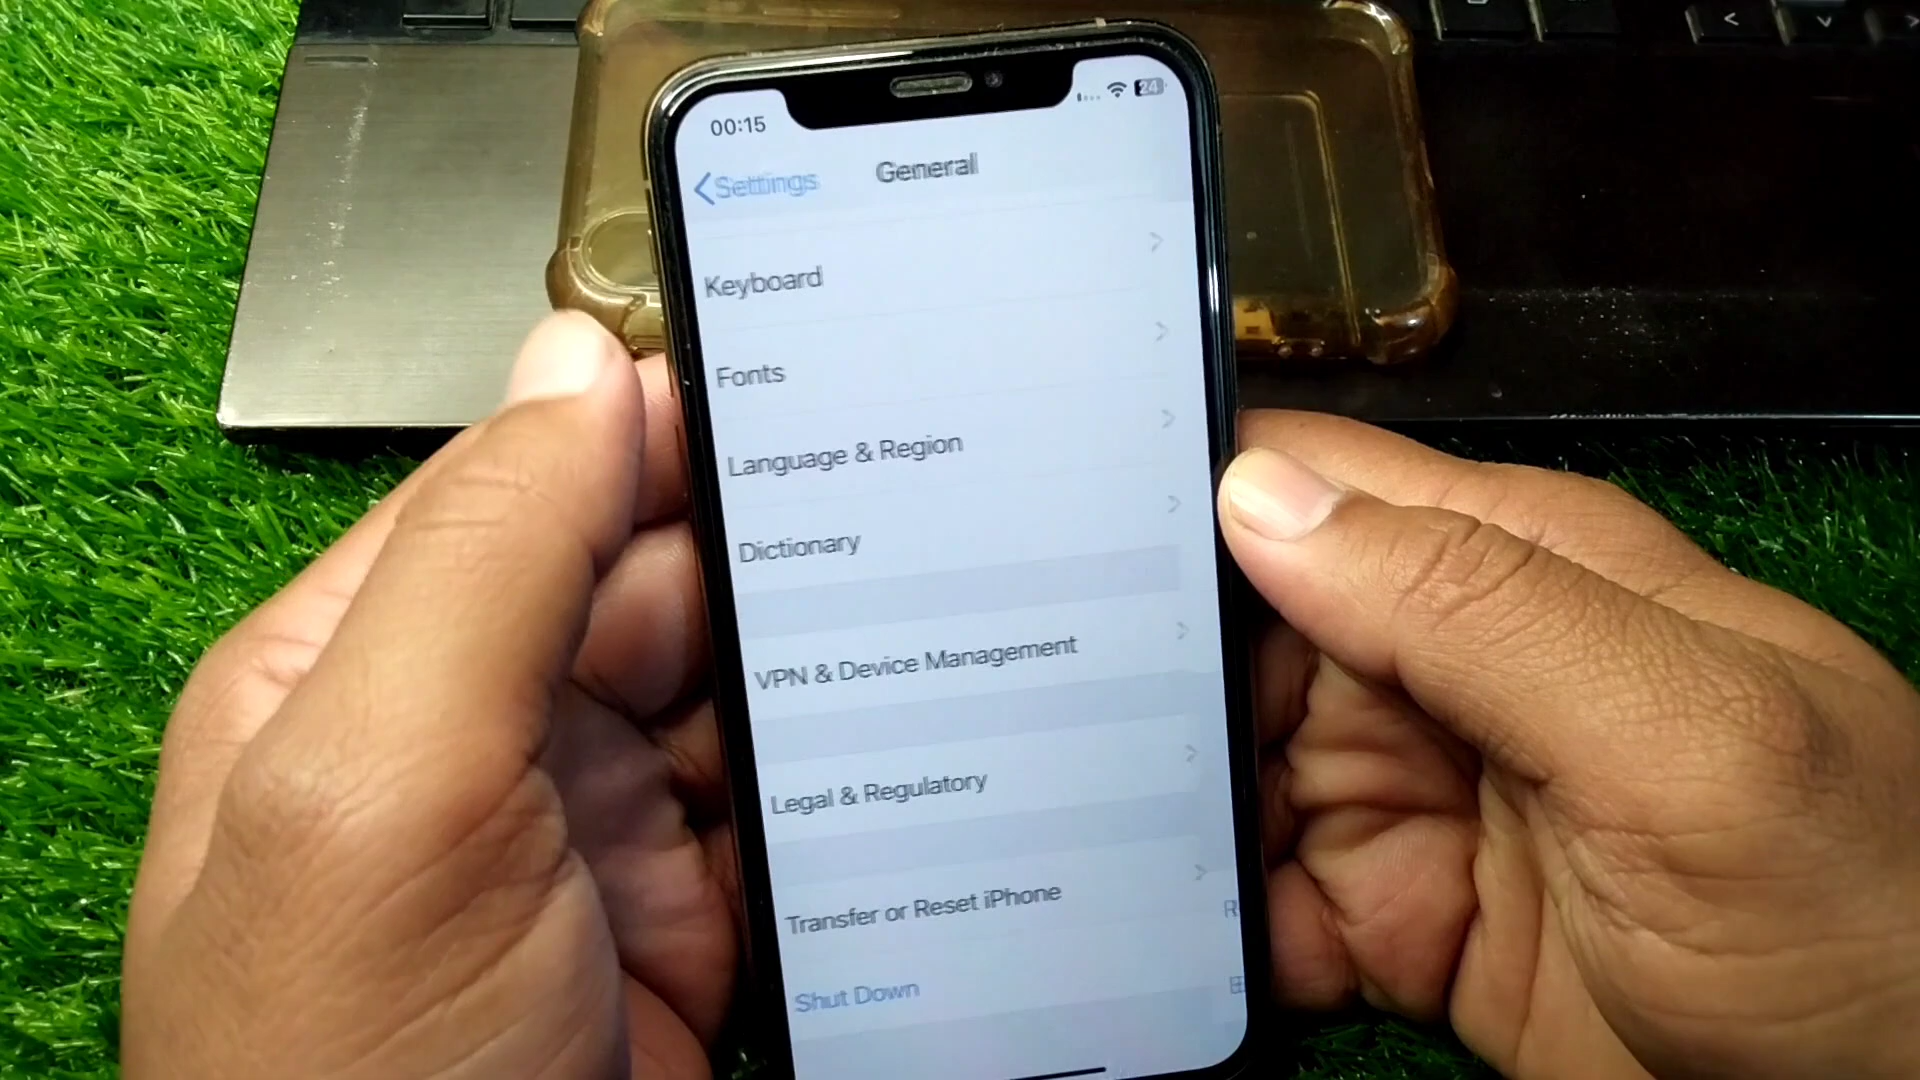 00:15
24
Settings
General
Keyboard
Fonts
Language & Region
Dictionary
VPN & Device Management
Legal & Regulatory
Transfer or Reset iPhone
R
Shut Down